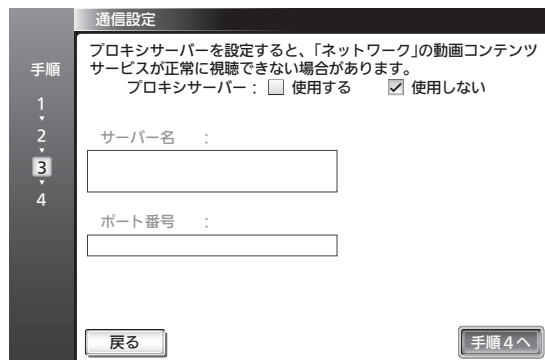 通信設定
手順
1
2
3
4
プロキシサーバーを設定すると、「ネットワーク」の動画コンテンツ
サービスが正常に視聴できない場合があります。
プロキシサーバー : 使用する 使用しない
サーバー名 :
ポート番号 :
戻る
手順4へ